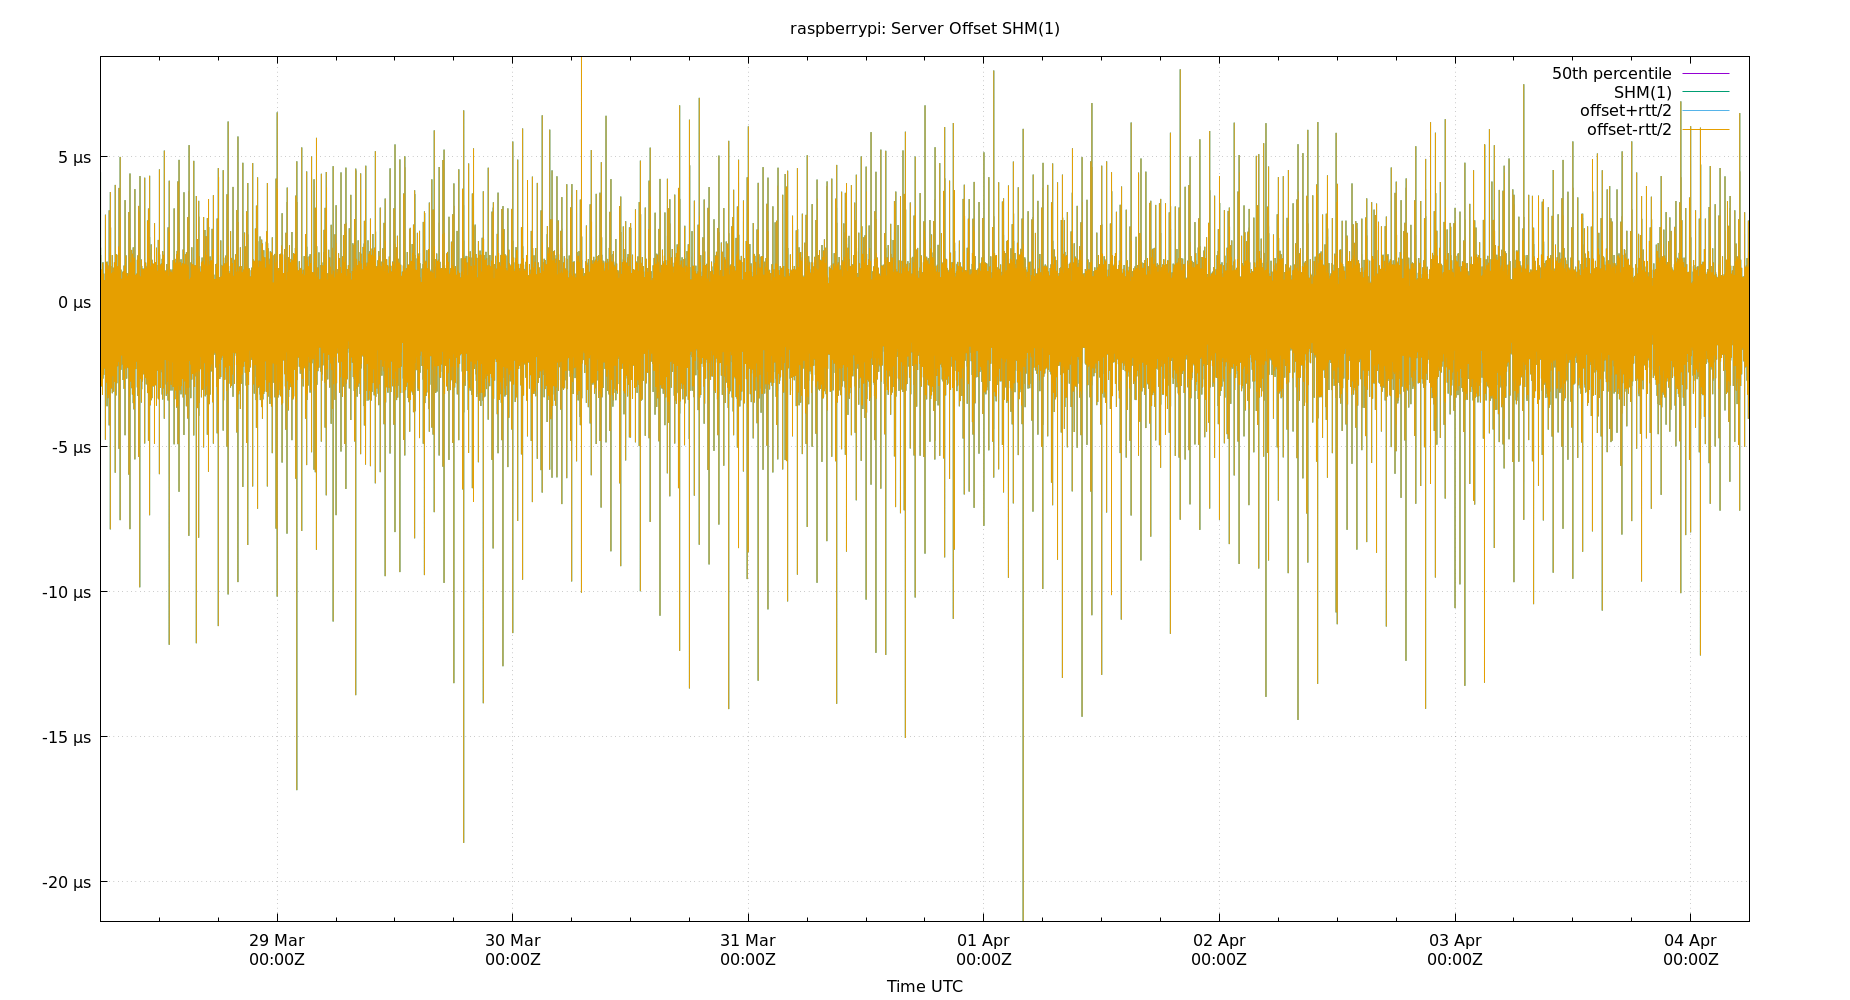 raspberrypi: Server Offset SHM(1)
50th percentile
SHM(1)
offset+rtt/2
offset-rtt/2
5 µs
0 µs
-5 µs
-10 µs
-15 µs
-20 µs
29 Mar 30 Mar 31 Mar 01 Apr 02 Apr 03 Apr 04 Apr
00:00Z 00:00Z 00:00Z 00:00Z 00:00Z 00:00Z 00:00Z
Time UTC